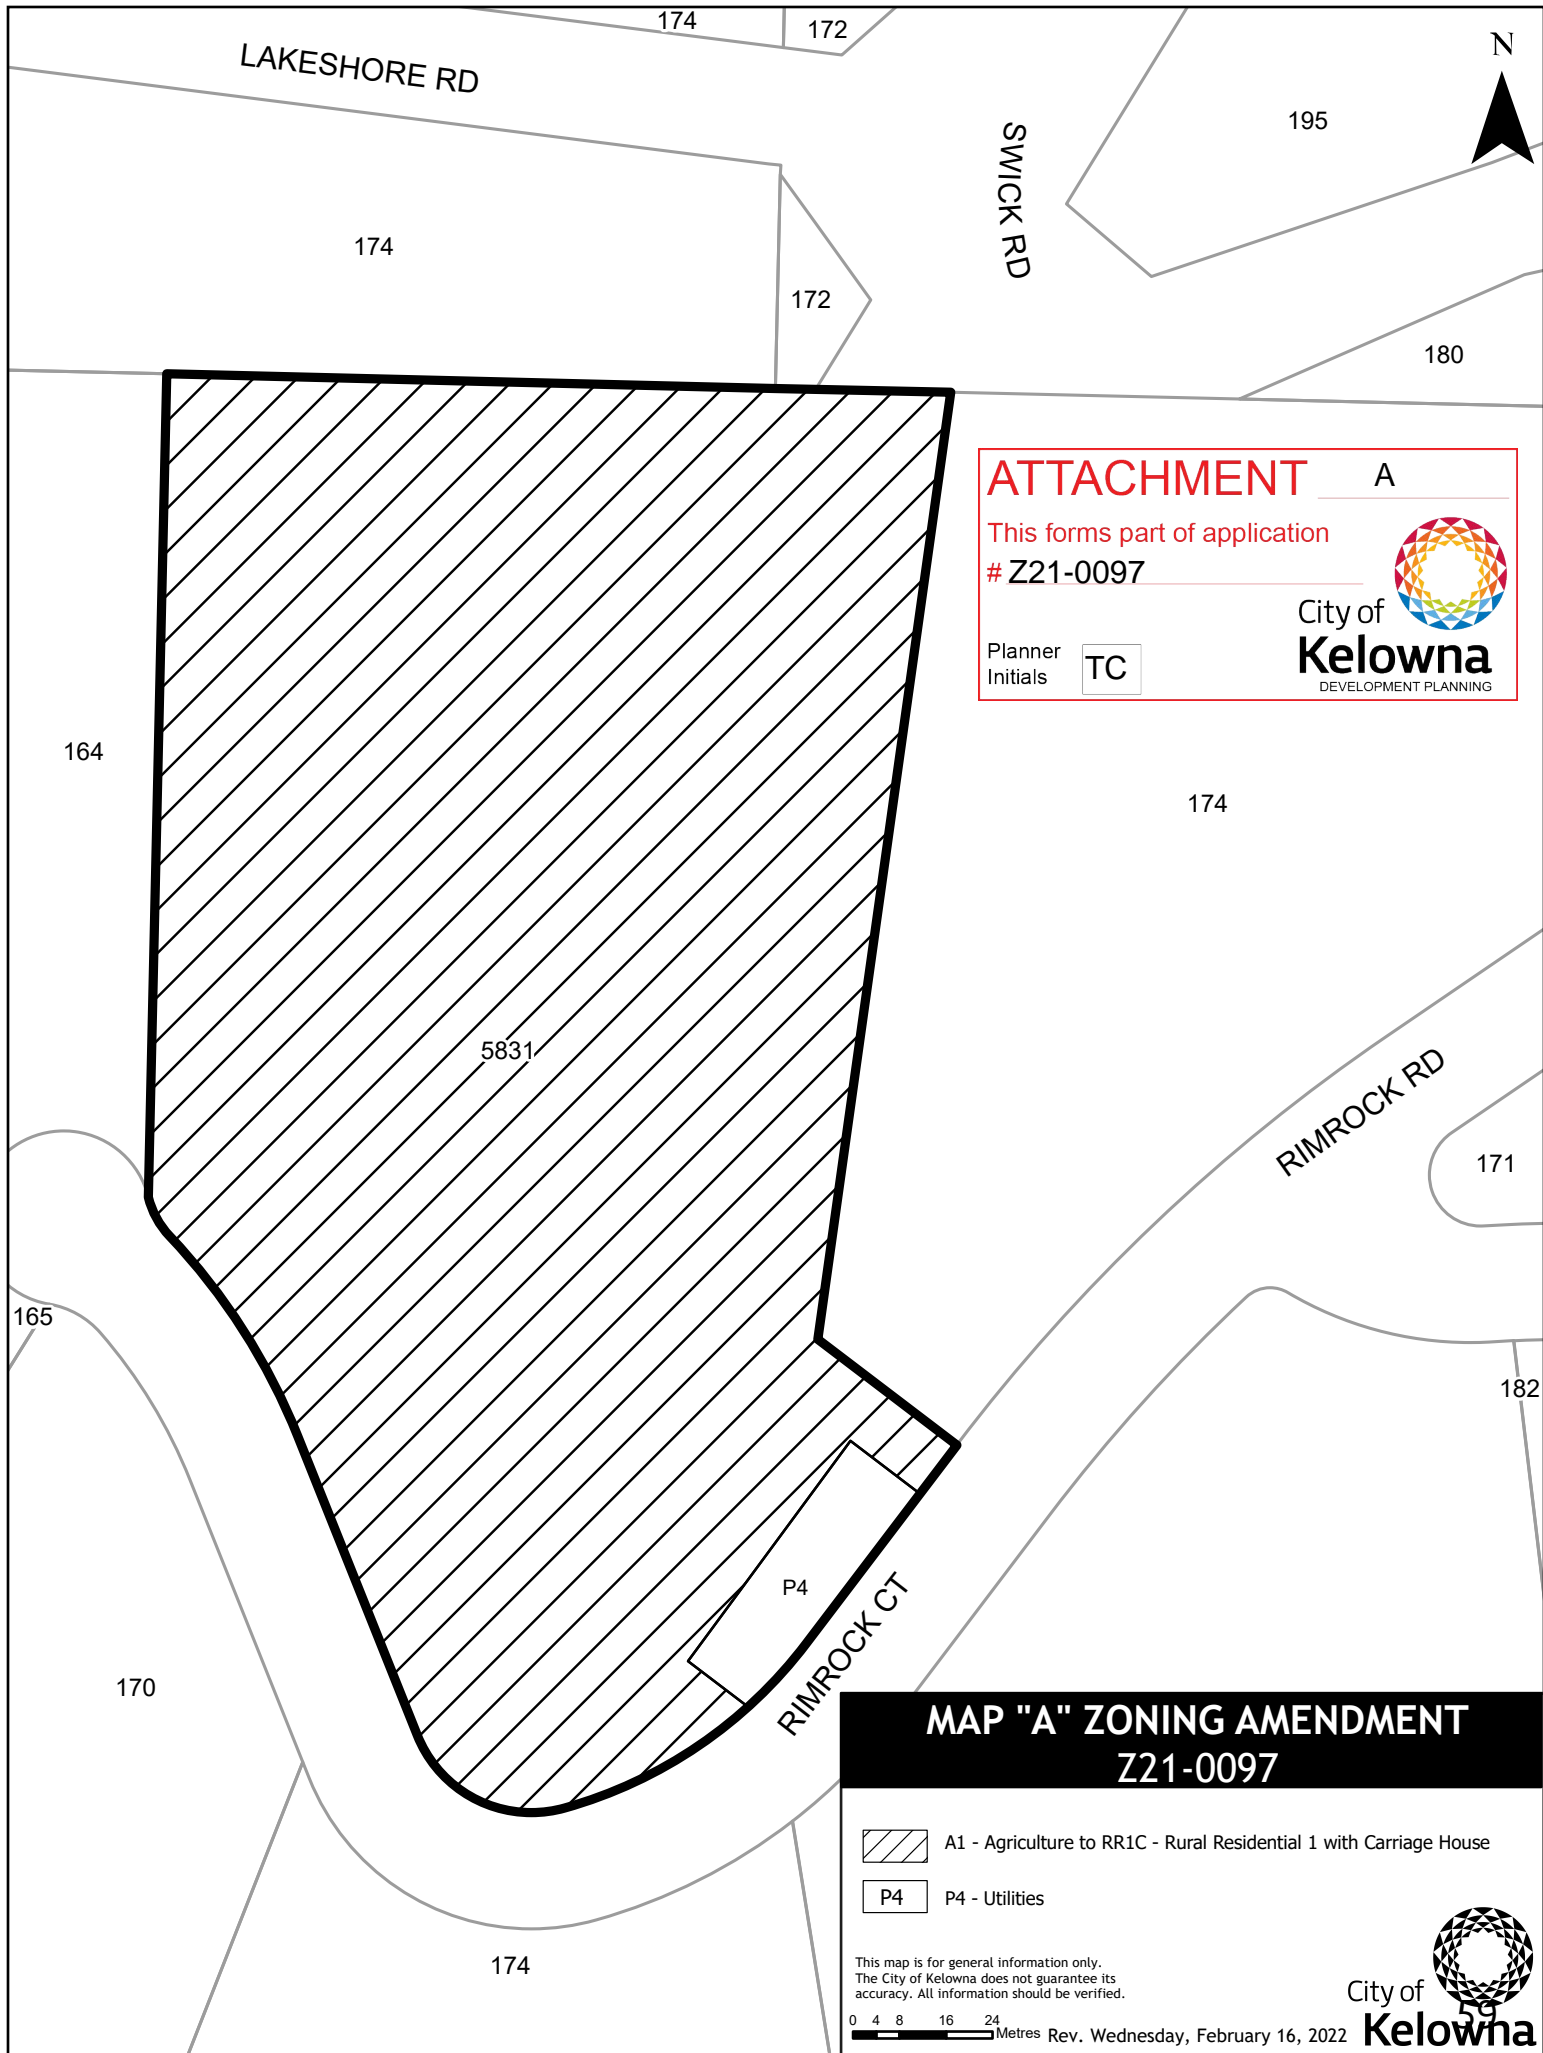 174
172
LAKESHORE RD
N
195
SWICK RD
174
172
180
ATTACHMENT A
This forms part of application
# Z21-0097
City of
Kelowna
DEVELOPMENT PLANNING
Planner
Initials TC
164
174
5831
RIMROCK RD
171
165
182
P4
RIMROCK CT
170
174
MAP "A" ZONING AMENDMENT
Z21-0097
A1 - Agriculture to RR1C - Rural Residential 1 with Carriage House
P4 P4 - Utilities
This map is for general information only.
The City of Kelowna does not guarantee its
accuracy. All information should be verified.
0 4 8 16 24
Metres Rev. Wednesday, February 16, 2022
City of
Kelowna
59